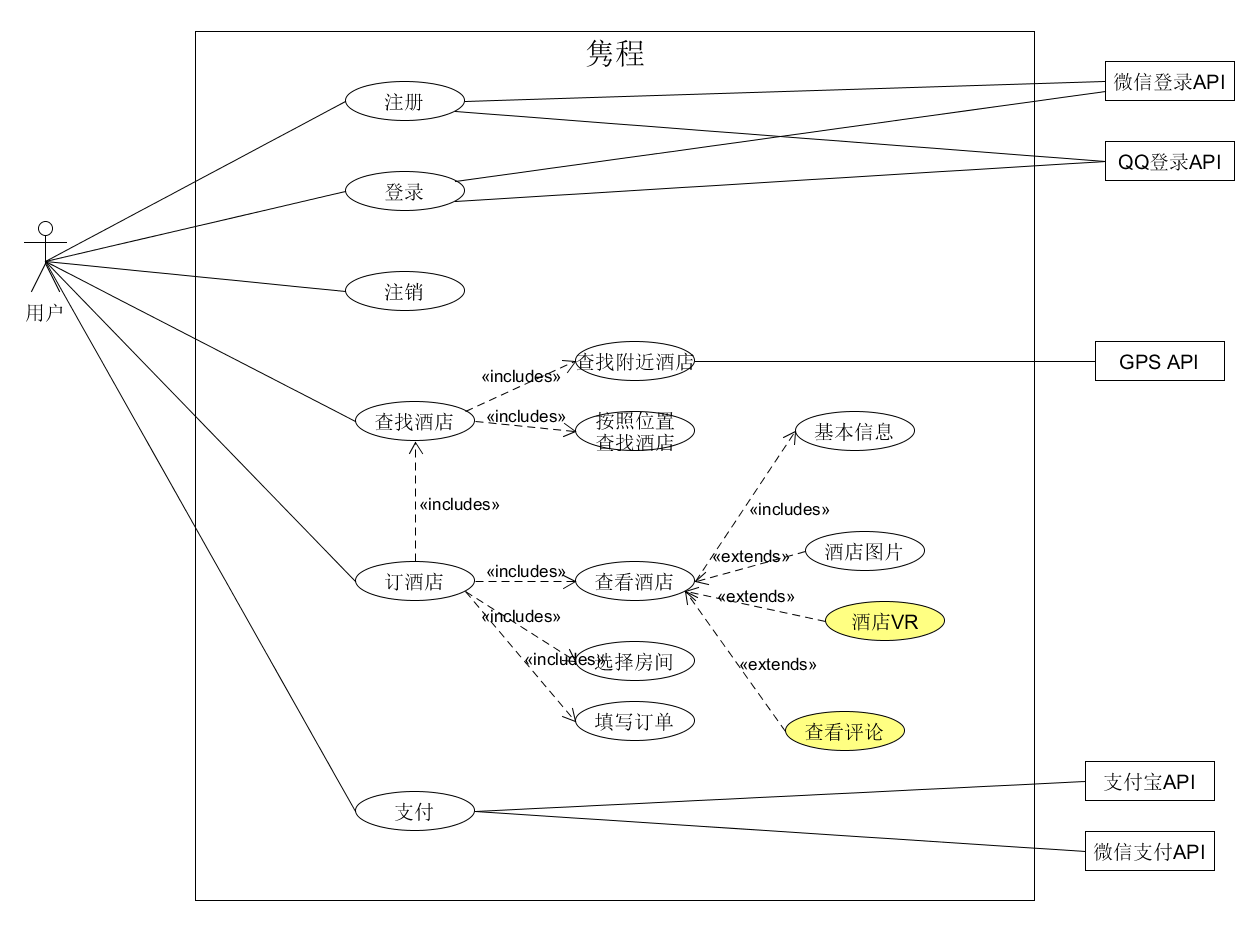 隽程
注册
微信登录API
QQ登录API
登录
用户
注销
查找附近酒店
GPS API
«includes»
查找酒店
«includes»
按照位置
查找酒店
基本信息
«includes»
«includes»
订酒店
«includes»
查看酒店
«extends»
酒店图片
«extends»
酒店VR
«includes»
«includes»
选择房间
«extends»
填写订单
查看评论
支付
支付宝API
微信支付API